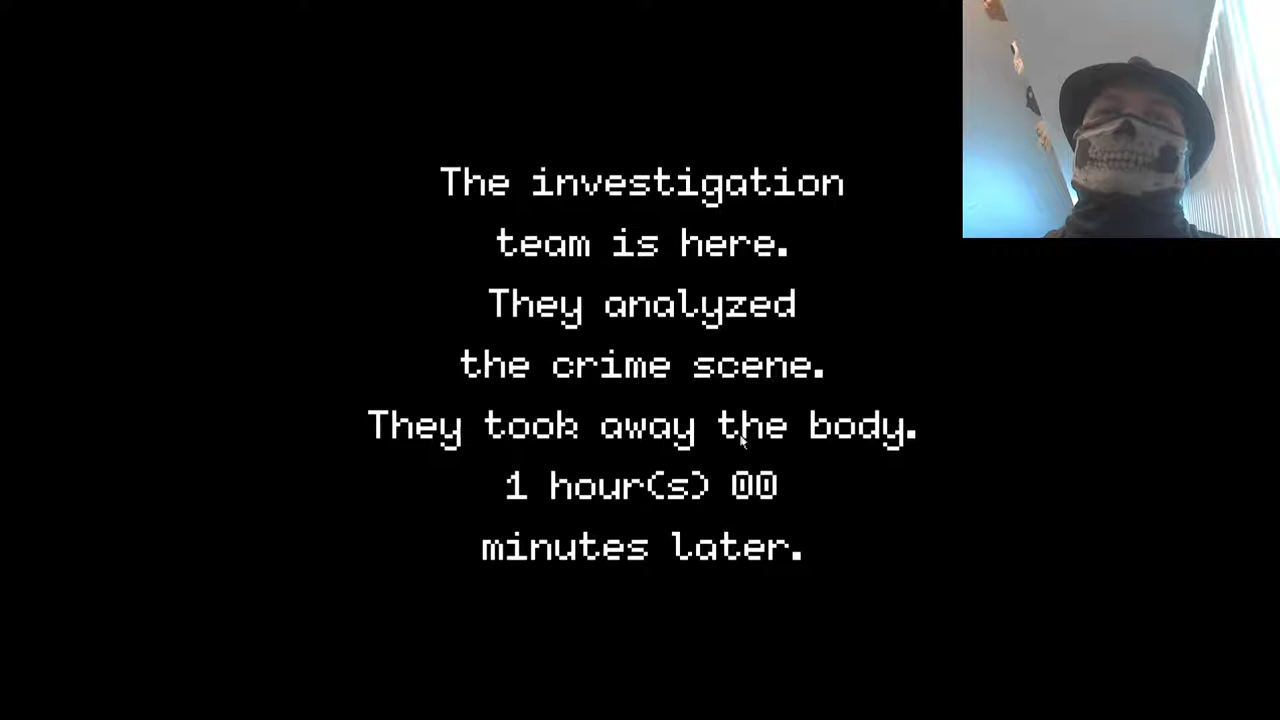 The investigation
team is here.
They analyzed
the crime scene.
They took away the body.
1 hour(s) 00
minutes later.